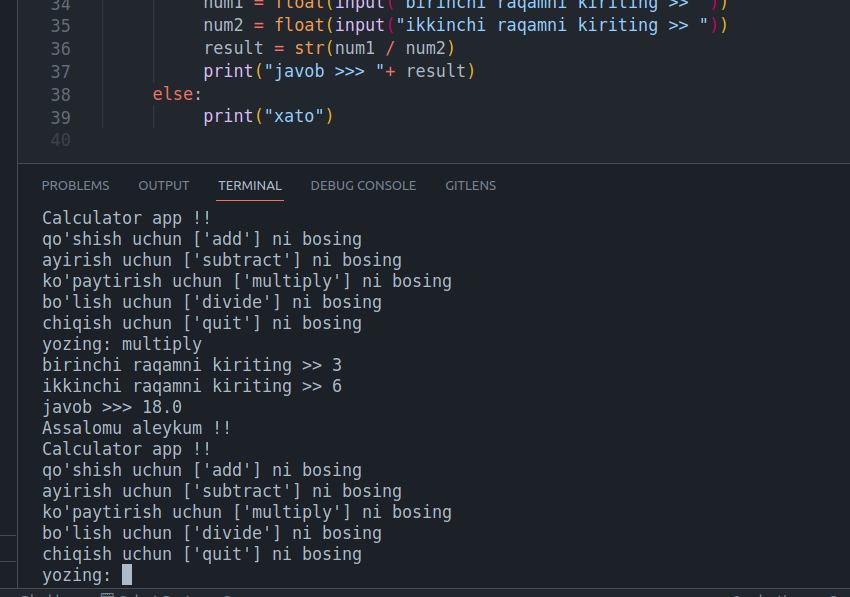 34 num1 = float(input("birinchi raqamni kiriting >> "))
35 num2 = float(input("ikkinchi raqamni kiriting >> "))
36 result = str(num1 / num2)
37 print("javob >>> "+ result)
38 else:
39 print("xato")
40
PROBLEMS OUTPUT TERMINAL DEBUG CONSOLE GITLENS
Calculator app !!
qo'shish uchun ['add'] ni bosing
ayirish uchun ['subtract'] ni bosing
ko'paytirish uchun ['multiply'] ni bosing
bo'lish uchun ['divide'] ni bosing
chiqish uchun ['quit'] ni bosing
yozing: multiply
birinchi raqamni kiriting >> 3
ikkinchi raqamni kiriting >> 6
javob >>> 18.0
Assalomu aleykum !!
Calculator app !!
qo'shish uchun ['add'] ni bosing
ayirish uchun ['subtract'] ni bosing
ko'paytirish uchun ['multiply'] ni bosing
bo'lish uchun ['divide'] ni bosing
chiqish uchun ['quit'] ni bosing
yozing: